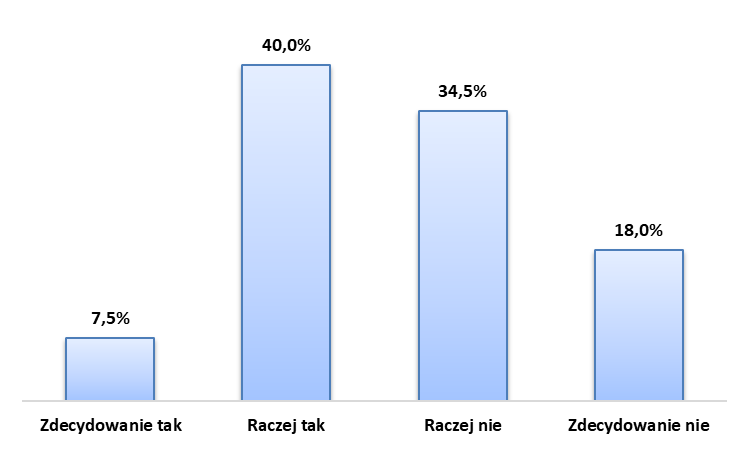 40,0%
34,5%
18,0%
7,5%
Zdecydowanie tak
Raczej tak
Raczej nie
Zdecydowanie nie